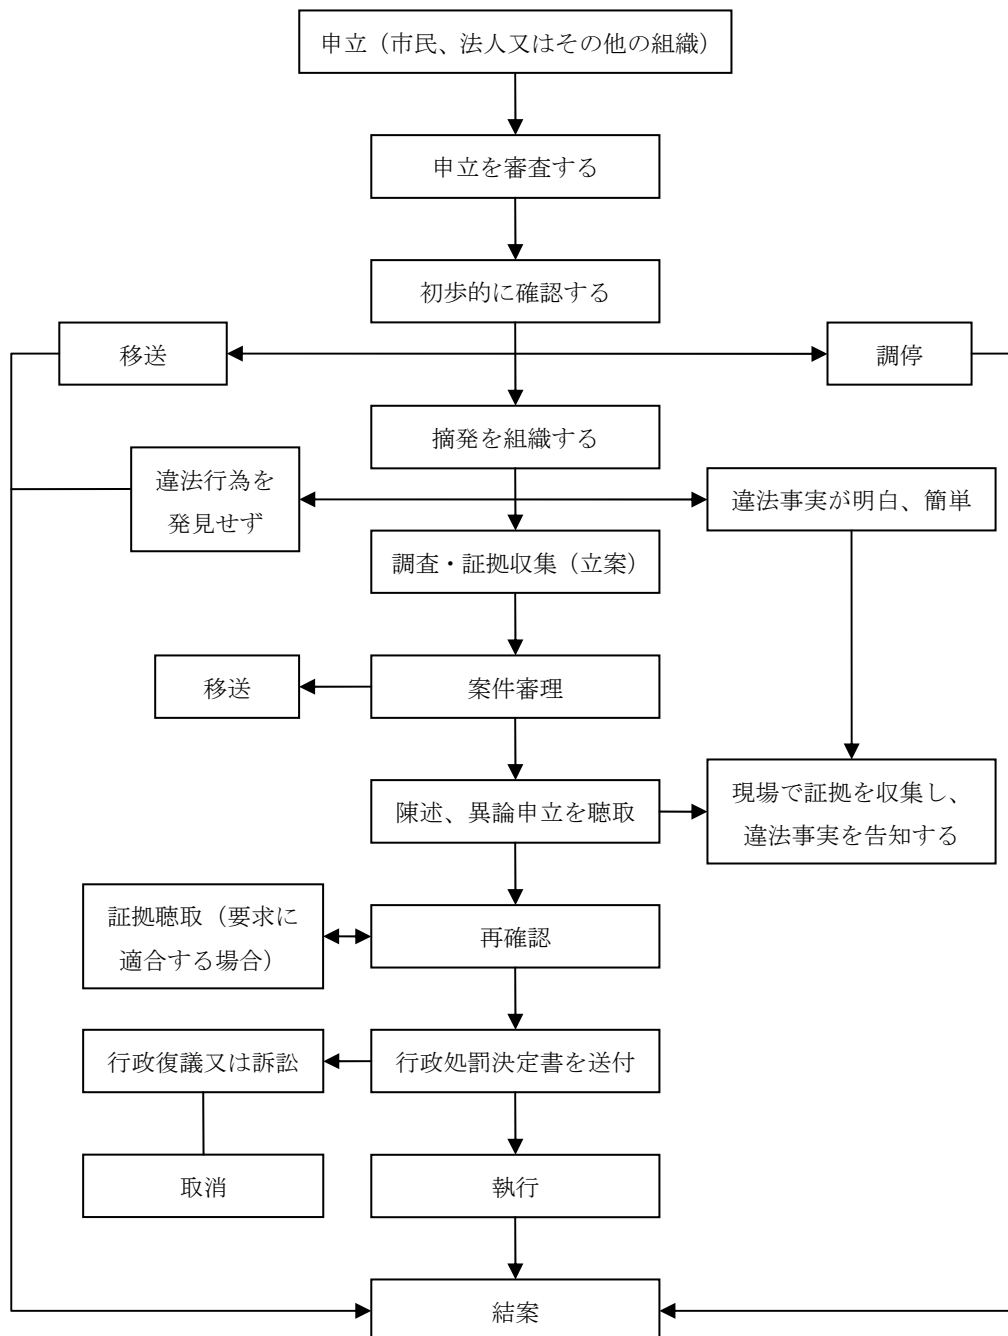 申立（市民、法人又はその他の組織）
申立を審査する
初歩的に確認する
移送
調停
摘発を組織する
違法行為を
発見せず
違法事実が明白、簡単
調査・証拠収集（立案）
移送
案件審理
陳述、異論申立を聴取
現場で証拠を収集し、
違法事実を告知する
証拠聴取（要求に
適合する場合）
再確認
行政復議又は訴訟
行政処罰決定書を送付
取消
執行
結案